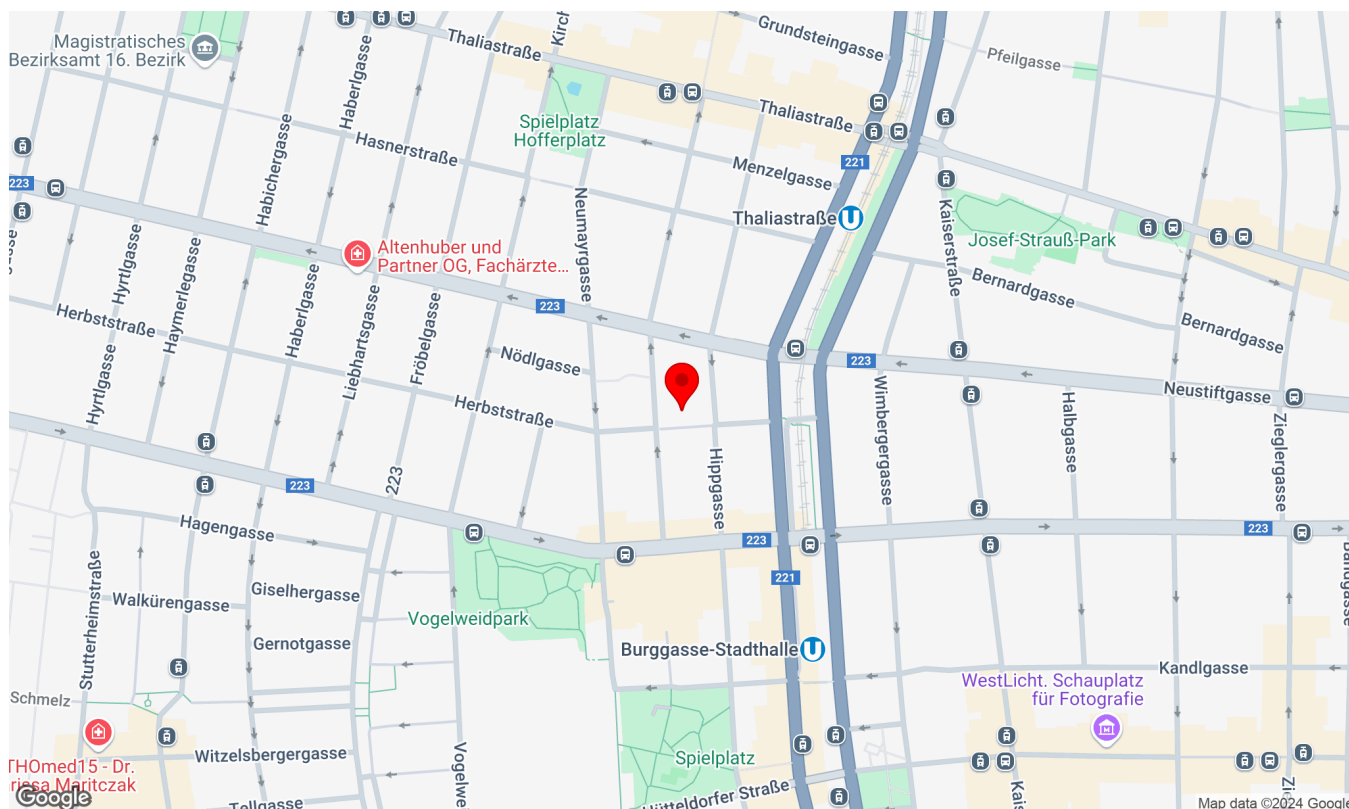 Magistratisches
Bezirksamt 16. Bezirk
Haberlgasse
Thaliastraße
Grundsteingasse
Pfeilgasse
Habichergasse
Hasnerstraße
Spielplatz
Hofferplatz
Thaliastraße
Menzelgasse
221
223
Neumayrgasse
Thaliastraße
Kaiserstraße
Josef-Strauß-Park
Altenhuber und
Partner OG, Fachärzte...
Hyrtlgasse
Haymerlegasse
Haberlgasse
Liebhartsgasse
Fröbelgasse
Herbststraße
223
Nödlgasse
Bernardgasse
Bernardgasse
223
Neustiftgasse
Hyrtlgasse
Herbststraße
Wimbergergasse
Halbgasse
Zieglergasse
223
223
Hippgasse
Hagengasse
223
223
221
Stutterheimstraße
Giselhergasse
Walkürengasse
Gernotgasse
Vogelweidpark
Burggasse-Stadthalle
Kandlgasse
WestLicht. Schauplatz
für Fotografie
Schmelz
Witzelsbergergasse
Spielplatz
Hütteldorfer Straße
Google
Map data ©2024 Google